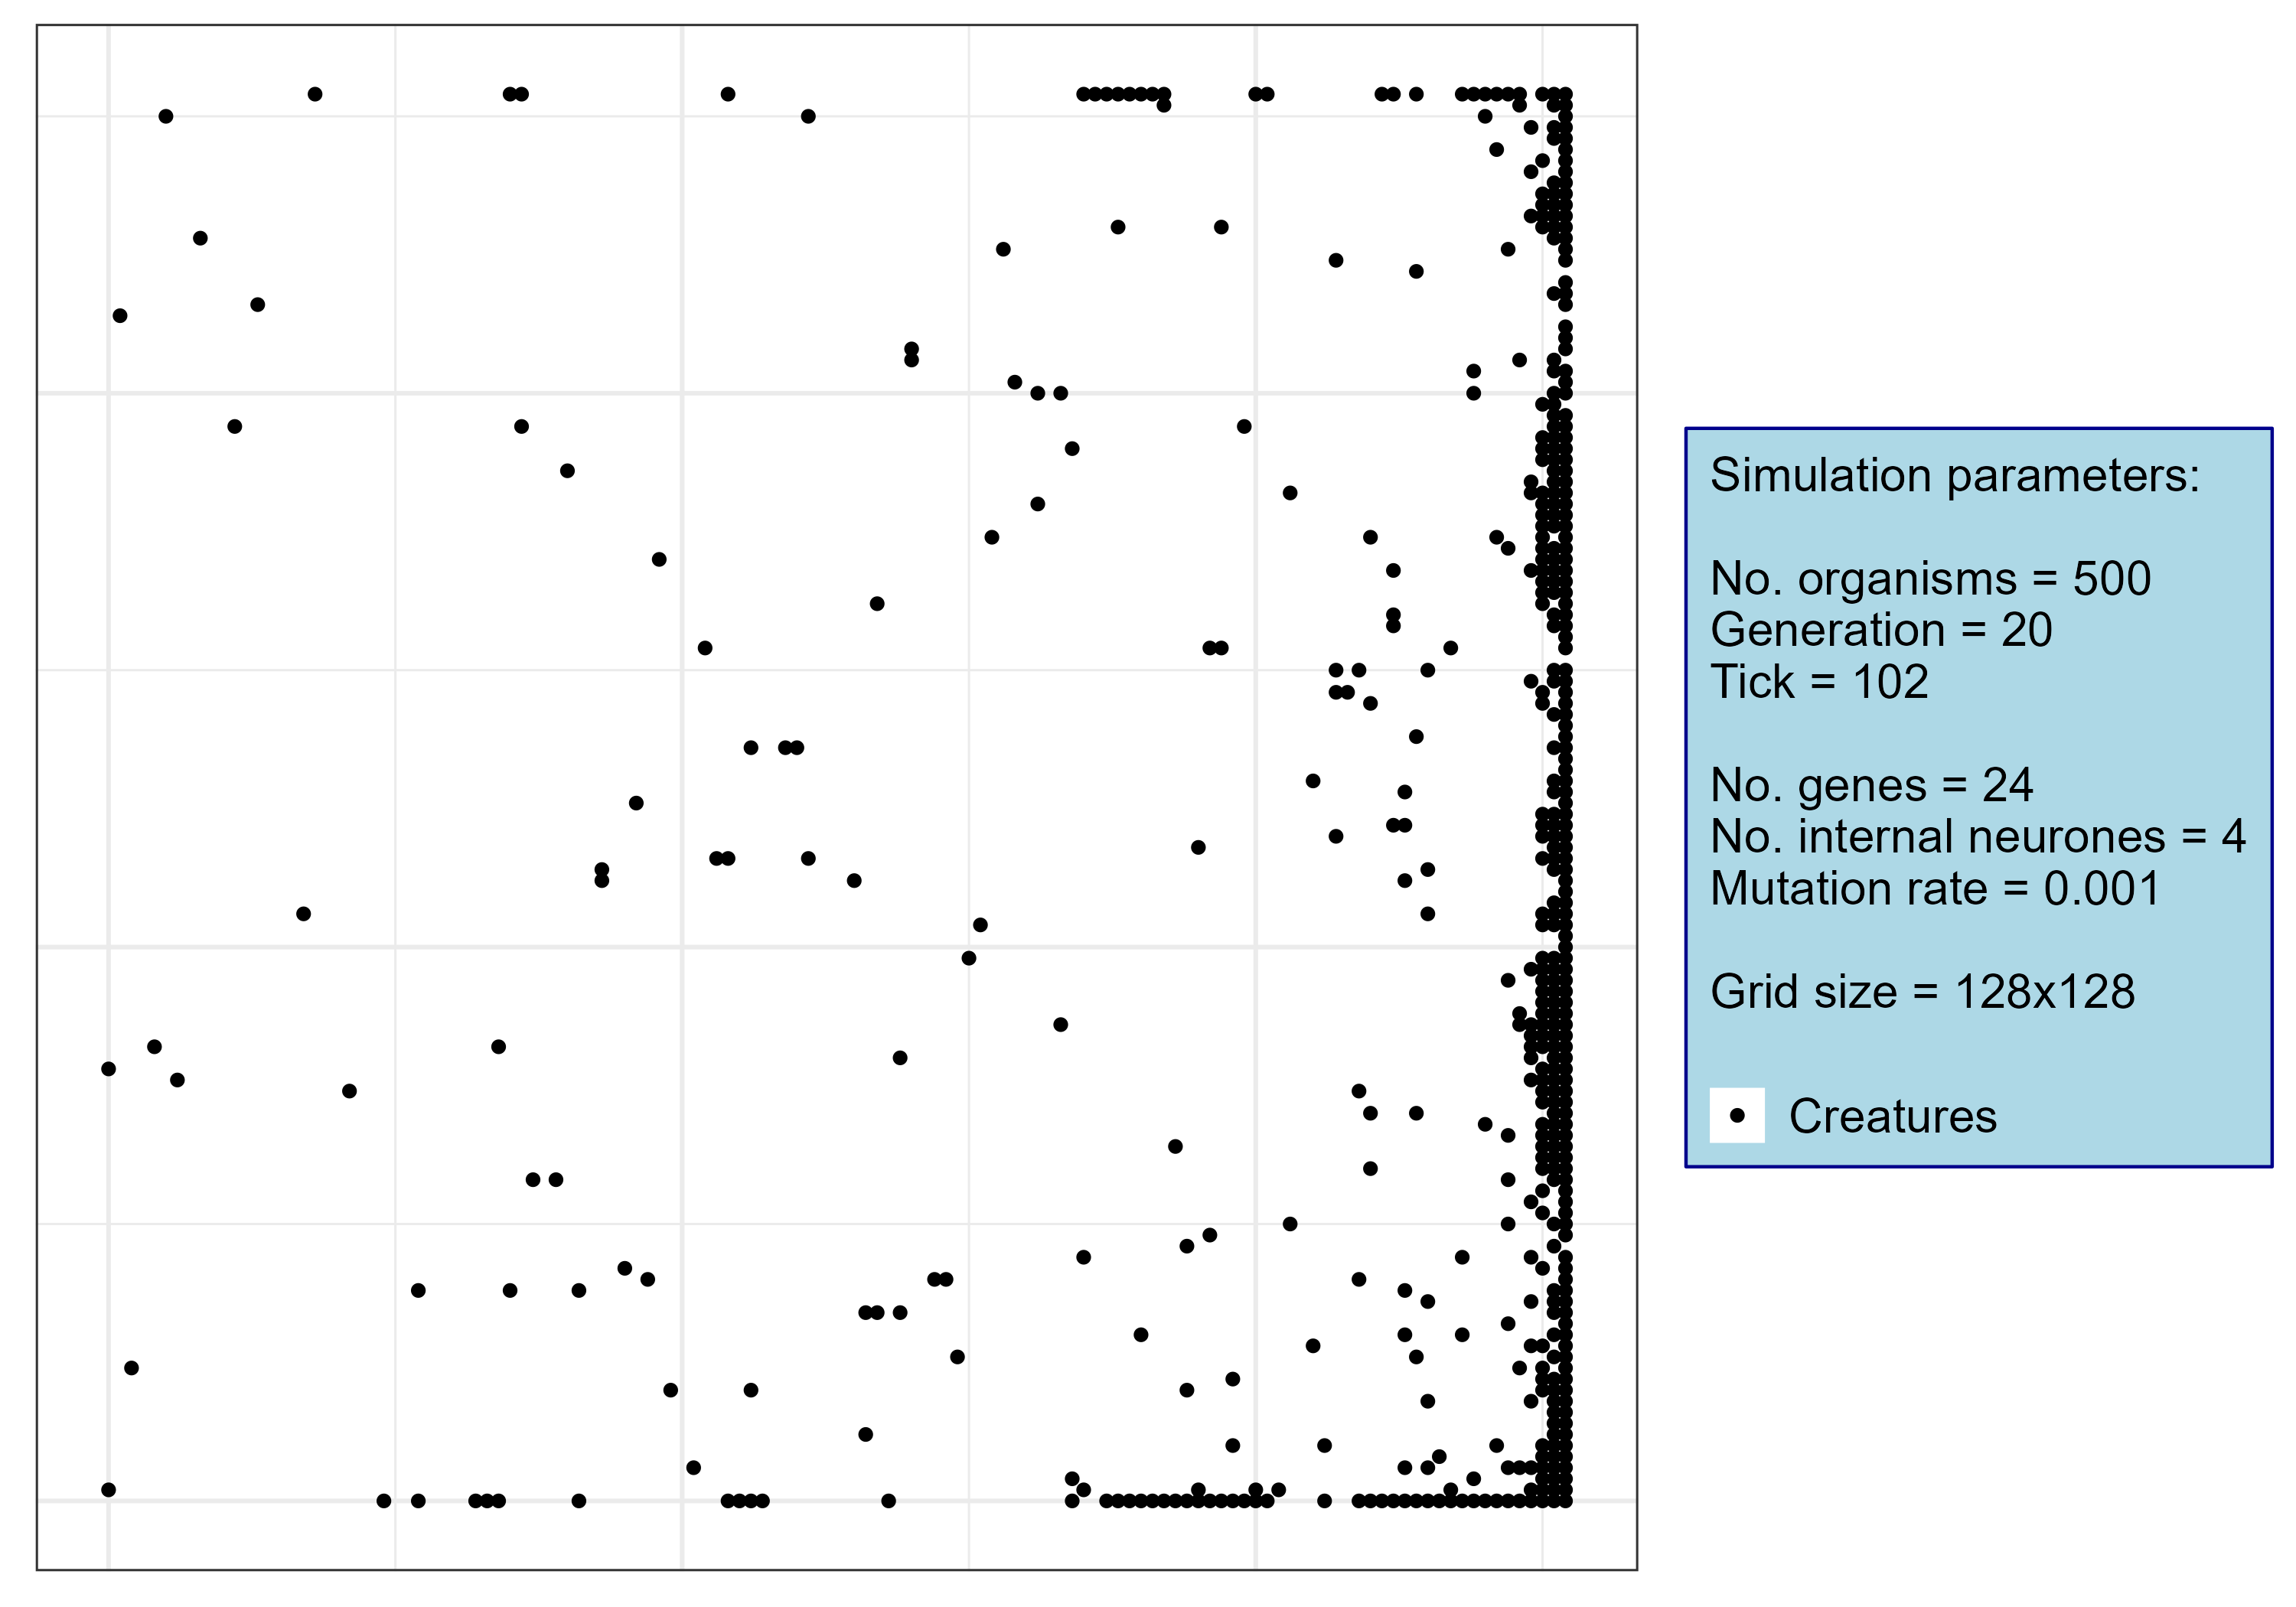 Simulation parameters:
No. organisms = 500
Generation = 20
Tick = 102
No. genes = 24
No. internal neurones = 4
Mutation rate = 0.001
Grid size = 128x128
Creatures